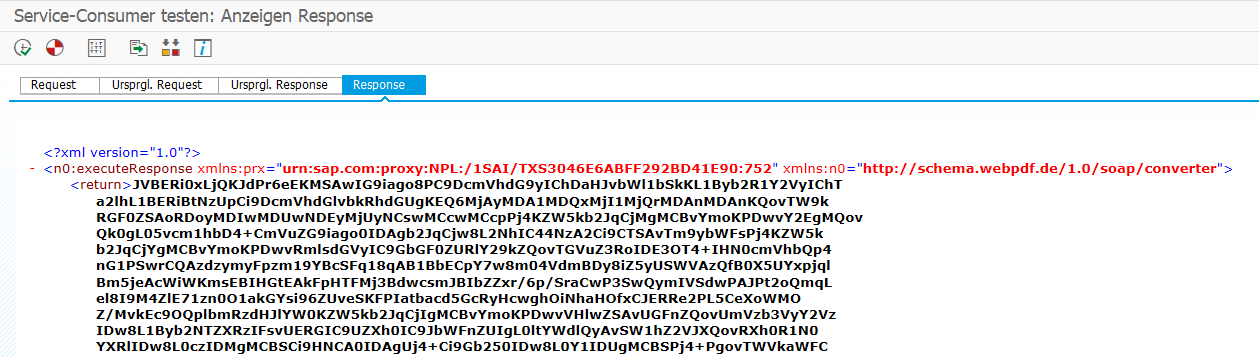 Service-Consumer testen: Anzeigen Response
Request Ursprgl. Request Ursprgl. Response Response
<?xml version="1.0"?>
- <n0:executeResponse xmlns:prx="urn:sap.com:proxy:NPL:/1SAI/TXS3046E6ABFF292BD41E90:752" xmlns:n0="http://schema.webpdf.de/1.0/soap/converter">
<return>JVBERi0xLjQKJdPr6eEKMSAwIG9iago8PC9DcmVhdG9yIChDaHJvbWl1bSkKL1Byb2R1Y2VyIChT
a2lhL1BERiBtNzUpCi9DcmVhdGlvbkRhdGUgKEQ6MjAyMDA1MDQxMjI1MjQrMDAnMDAnKQovTW9k
RGF0ZSAoRDoyMDIwMDUwNDEyMjUyNCswMCcwMCcpPj4KZW5kb2JqCjMgMCBvYmoKPDwvY2EgMQov
Qk0gL05vcm1hbD4+CmVuZG9iago0IDAgb2JqCjw8L2NhIC44NzA2Ci9CTSAvTm9ybWFsPj4KZW5k
b2JqCjYgMCBvYmoKPDwvRmlsdGVyIC9GbGF0ZURlY29kZQovTGVuZ3RoIDE3OT4+IHN0cmVhbQp4
nG1PSwrCQAzdzymyFpzm19YBcSFq18qAB1BbECpY7w8m04VdmBDy8iZ5yUSWVAzQfB0X5UYxpjql
Bm5jeAcWiWKmsEBIHGtEAkFpHTFMj3BdwcsmJBIbZZxr/6p/SraCwP3SwQymIVSdwPAJPt2oQmqL
el8I9M4ZlE71zn0O1akGYsi96ZUveSKFPIatbacd5GcRyHcwghOiNhaHOfxCJERRe2PL5CeXoWMO
Z/MvkEc9OQplbmRzdHJlYW0KZW5kb2JqCjIgMCBvYmoKPDwvVHlwZSAvUGFnZQovUmVzb3VyY2Vz
IDw8L1Byb2NTZXRzIFsvUERGIC9UZXh0IC9JbWFnZUIgL0ltYWdlQyAvSW1hZ2VJXQovRXh0R1N0
YXRlIDw8L0czIDMgMCBSCi9HNCA0IDAgUj4+Ci9Gb250IDw8L0Y1IDUgMCBSPj4+PgovTWVkaWFC